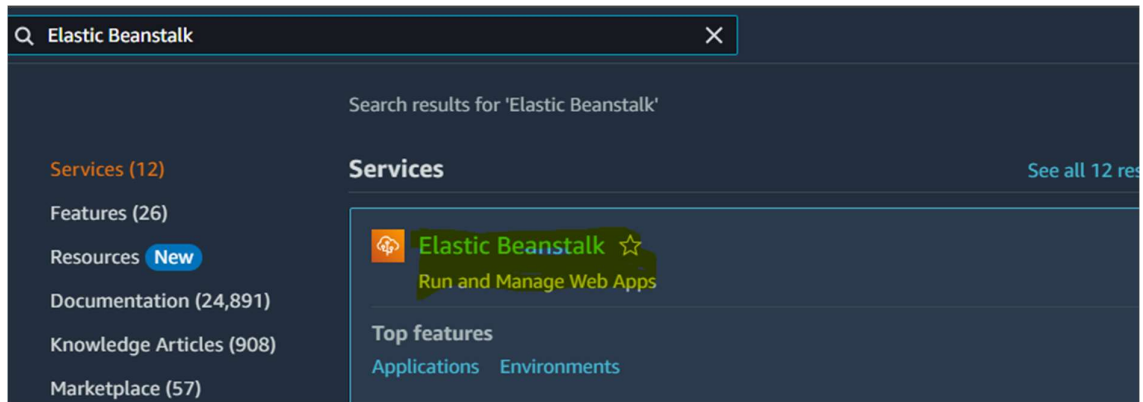 Elastic Beanstalk
Search results for 'Elastic Beanstalk'
Services (12)
Features (26)
Resources New
Documentation (24,891)
Knowledge Articles (908)
Marketplace (57)
Services
See all 12
Elastic Beanstalk
Run and Manage Web Apps
Top features
Applications Environments